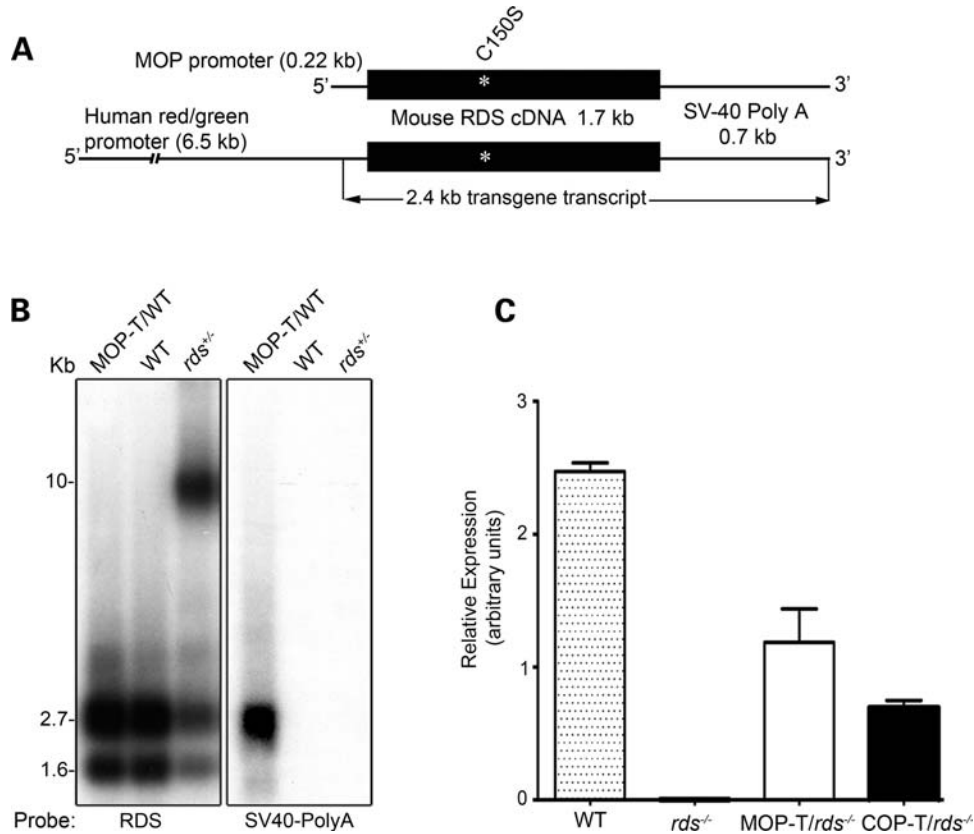 A
C150S
MOP promoter (0.22 kb)
5’
*
3’
Human red/green
promoter (6.5 kb)
Mouse RDS cDNA 1.7 kb
SV-40 Poly A
0.7 kb
5’
*
3’
2.4 kb transgene transcript
B
Kb
MOP-T/WT
WT
rds+/-
MOP-T/WT
WT
rds+/-
10-
2.7-
1.6-
Probe:
RDS
SV40-PolyA
C
Relative Expression
(arbitrary units)
3
2
1
0
WT
rds-/-
MOP-T/rds-/-
COP-T/rds-/-